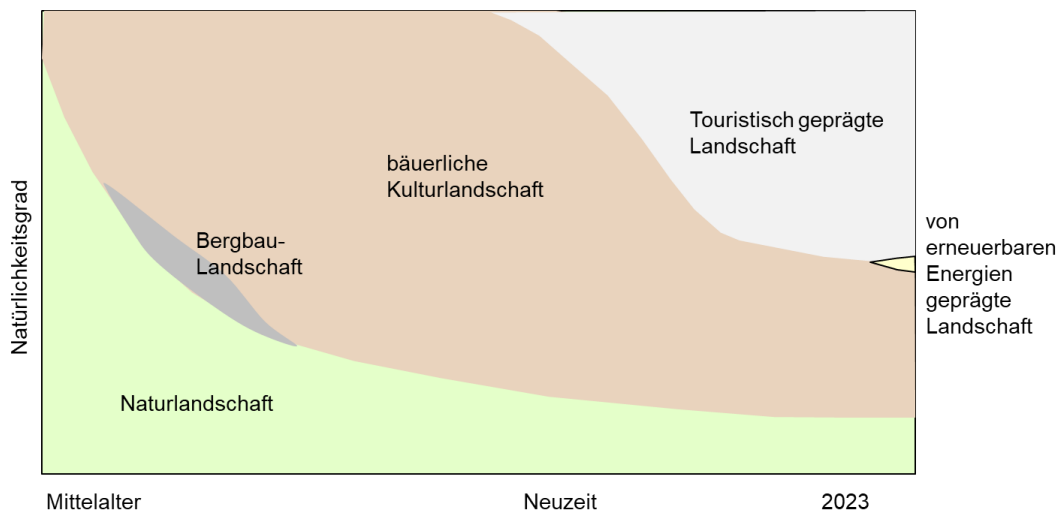 Touristisch geprägte
Landschaft
bäuerliche
Kulturlandschaft
Bergbau-
Landschaft
Naturlandschaft
Natürlichkeitsgrad
von
erneuerbaren
Energien
geprägte
Landschaft
Mittelalter
Neuzeit
2023